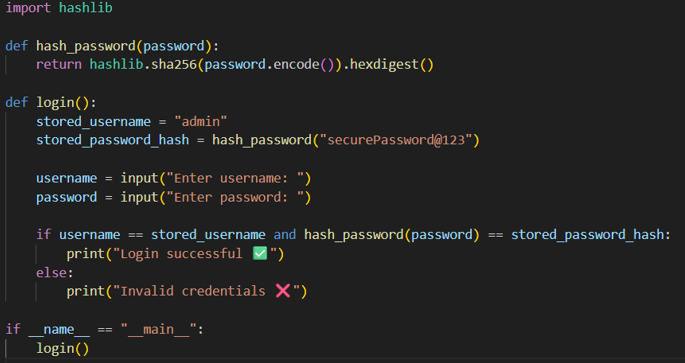 import hashlib

def hash_password(password):
    return hashlib.sha256(password.encode()).hexdigest()

def login():
    stored_username = "admin"
    stored_password_hash = hash_password("securePassword@123")

    username = input("Enter username: ")
    password = input("Enter password: ")

    if username == stored_username and hash_password(password) == stored_password_hash:
        print("Login successful ✅")
    else:
        print("Invalid credentials ❌")

if __name__ == "__main__":
    login()